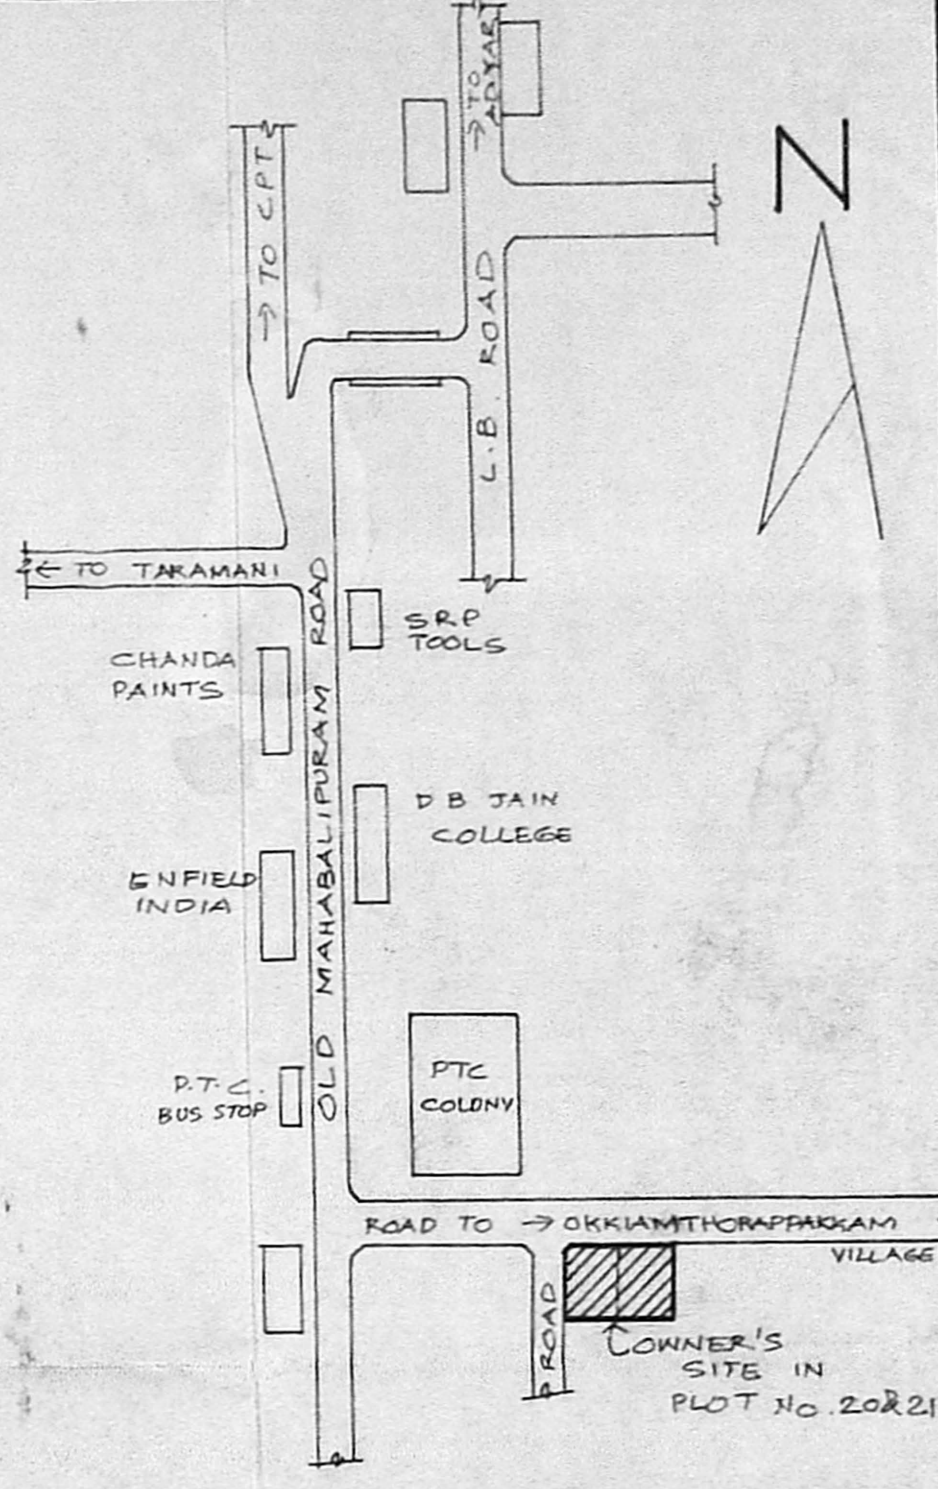 → TO ADYAR
N
→ TO CPT
L.B. ROAD
← TO TARAMANI
SRP
TOOLS
CHANDA
PAINTS
OLD MAHABALIPURAM ROAD
D B JAIN
COLLEGE
ENFIELD
INDIA
PTC
COLONY
P.T.C.
BUS STOP
ROAD TO → OKKIAMTHORAPPAKKAM
VILLAGE
ROAD
OWNER'S
SITE IN
PLOT No. 20&21